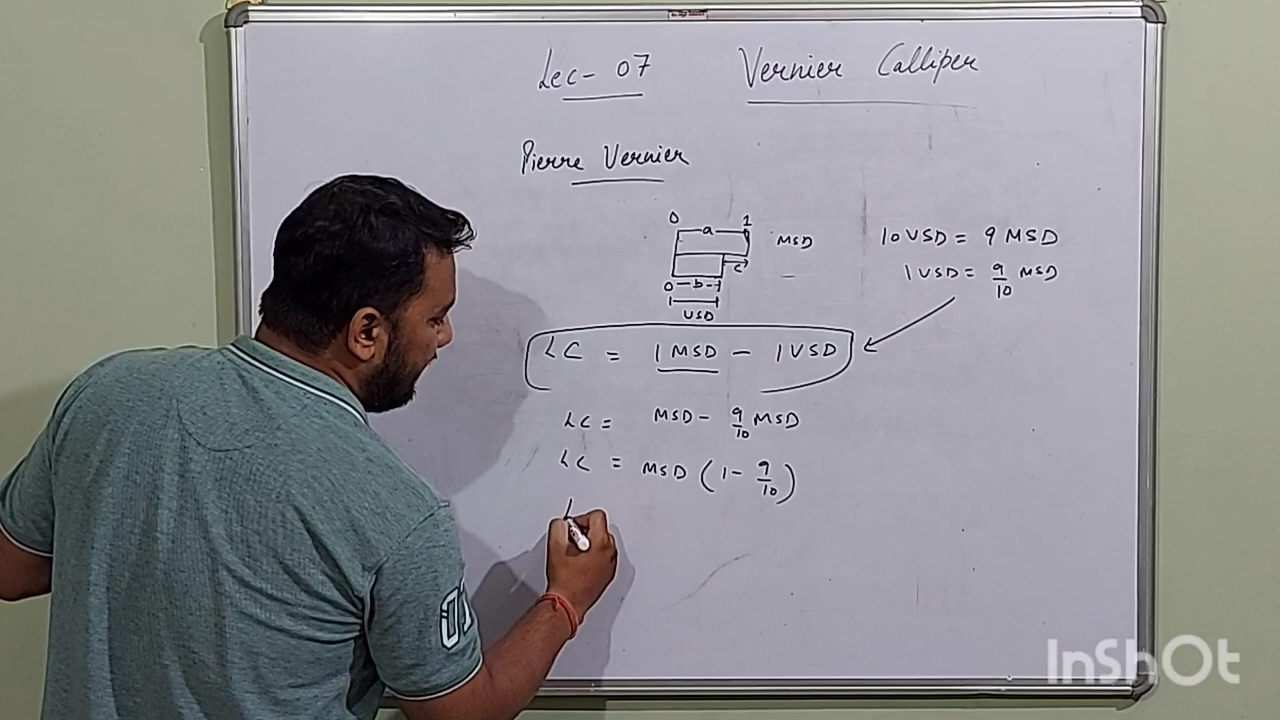 Lec- 07 Vernier Calliper
Pierre Vernier
0 1
a
MSD
c
0 b 1
USD
10 VSD = 9 MSD
1 VSD = 9/10 MSD
LC = 1 MSD - 1 VSD
LC = MSD - 9/10 MSD
LC = MSD (1 - 9/10)
L
01
InShOt